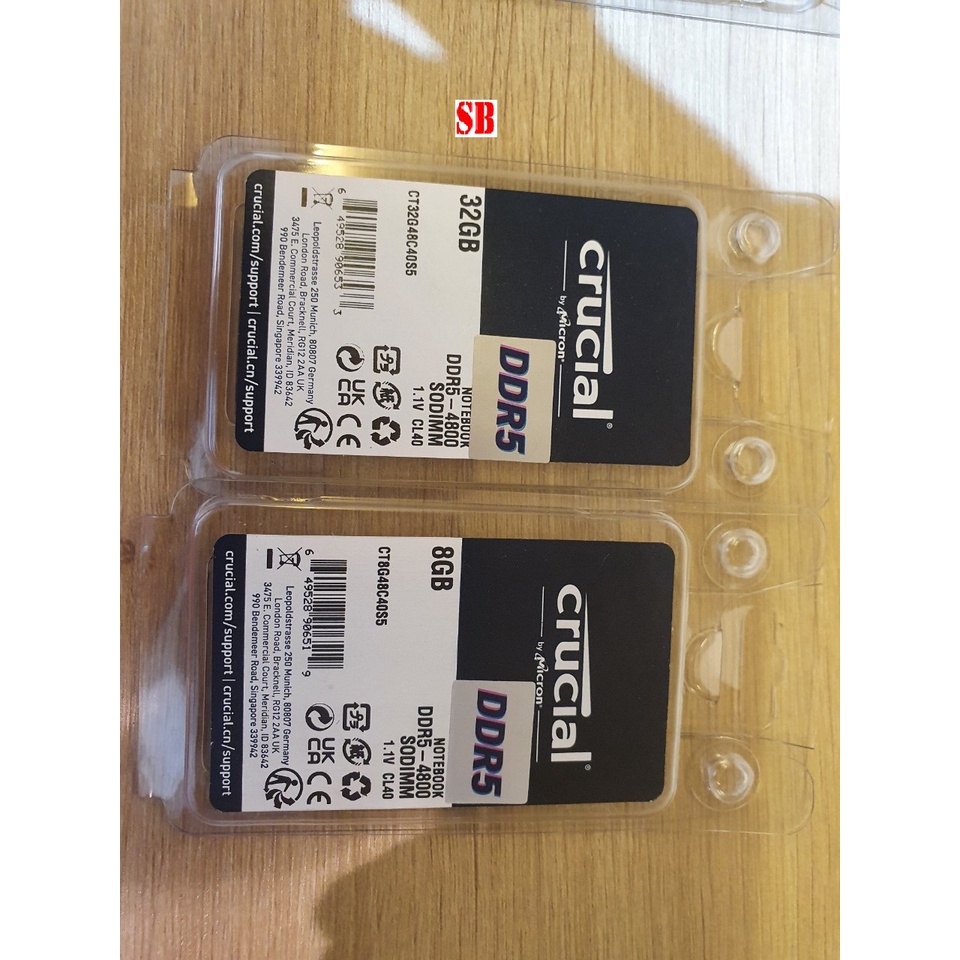 SB
crucial
by Micron
DDR5
32GB
NOTEBOOK
DDR5-4800
SODIMM
1.1V CL40
CT32G48C40S5
6 49528 90653 3
UK
CA
CE
Leopoldstrasse 250 Munich, 80807 Germany
London Road, Bracknell, RG12 2AA UK
3475 E. Commercial Court, Meridian, ID 83642
990 Bendemeer Road, Singapore 339942
crucial.com/support | crucial.cn/support
crucial
by Micron
DDR5
8GB
NOTEBOOK
DDR5-4800
SODIMM
1.1V CL40
CT8G48C40S5
6 49528 90651 9
UK
CA
CE
Leopoldstrasse 250 Munich, 80807 Germany
London Road, Bracknell, RG12 2AA UK
3475 E. Commercial Court, Meridian, ID 83642
990 Bendemeer Road, Singapore 339942
crucial.com/support | crucial.cn/support